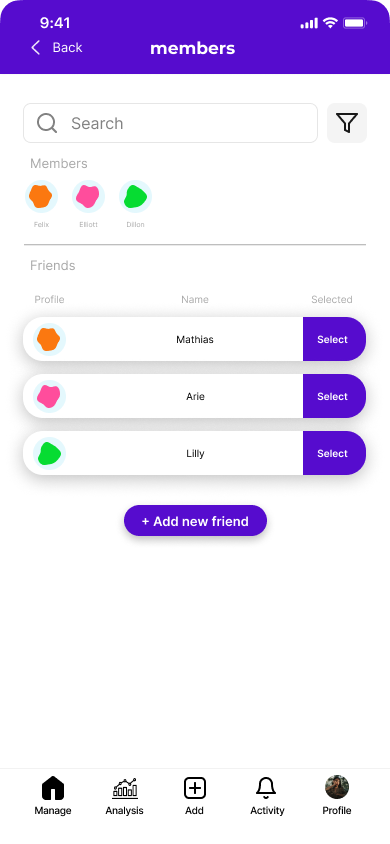 9:41
Back
members
Search
Members
Felix Elliott Dillon
Friends
Profile Name Selected
Mathias Select
Arie Select
Lilly Select
+ Add new friend
Manage Analysis Add Activity Profile